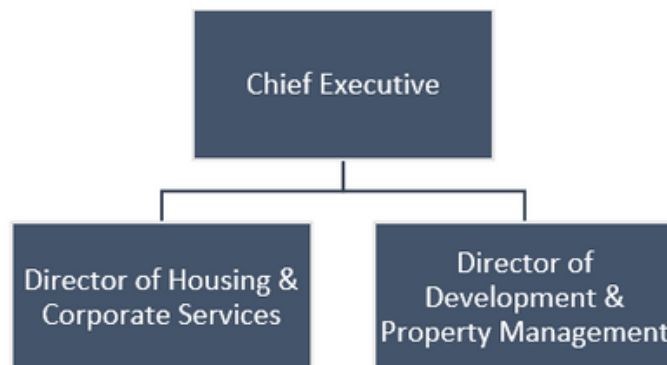 Chief Executive
Director of Housing &
Corporate Services
Director of
Development &
Property Management